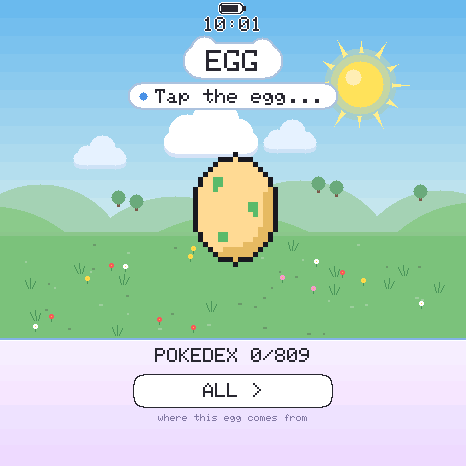 10:01
EGG
Tap the egg...
POKEDEX 0/809
ALL >
where this egg comes from